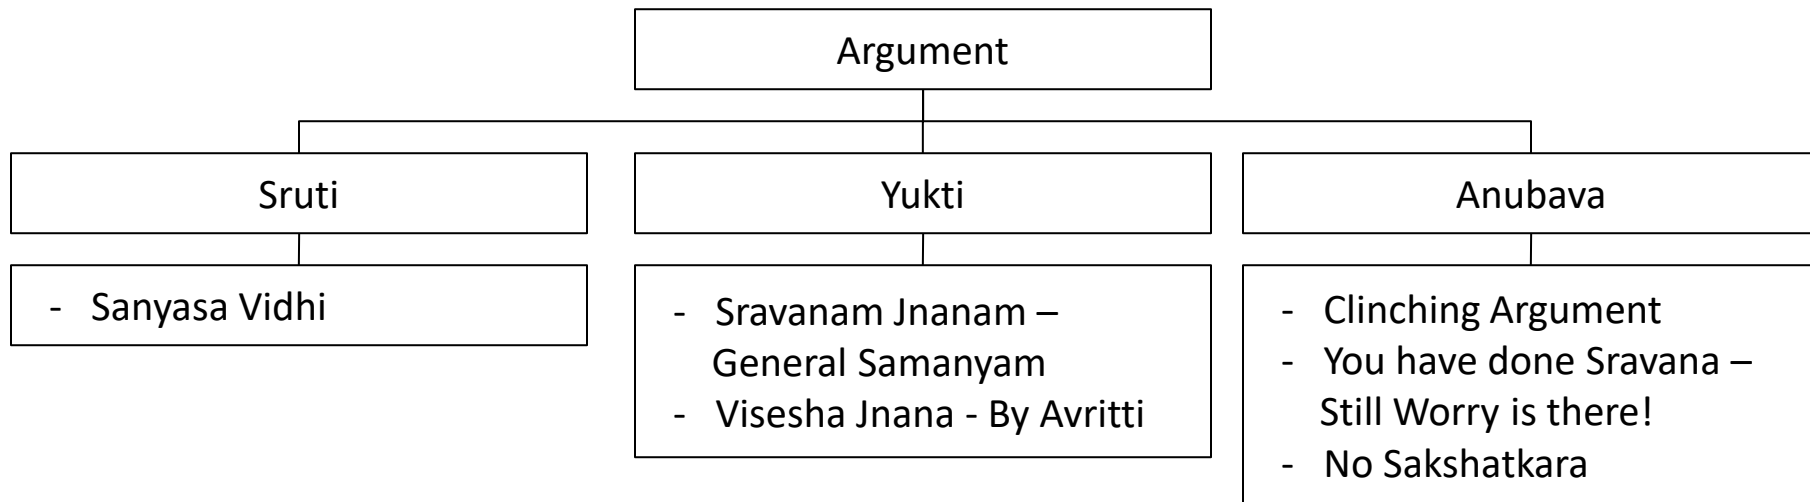 Argument
Sruti
Yukti
Anubava
- Sanyasa Vidhi
- Sravanam Jnanam –
General Samanyam
- Visesha Jnana - By Avritti
- Clinching Argument
- You have done Sravana –
Still Worry is there!
- No Sakshatkara